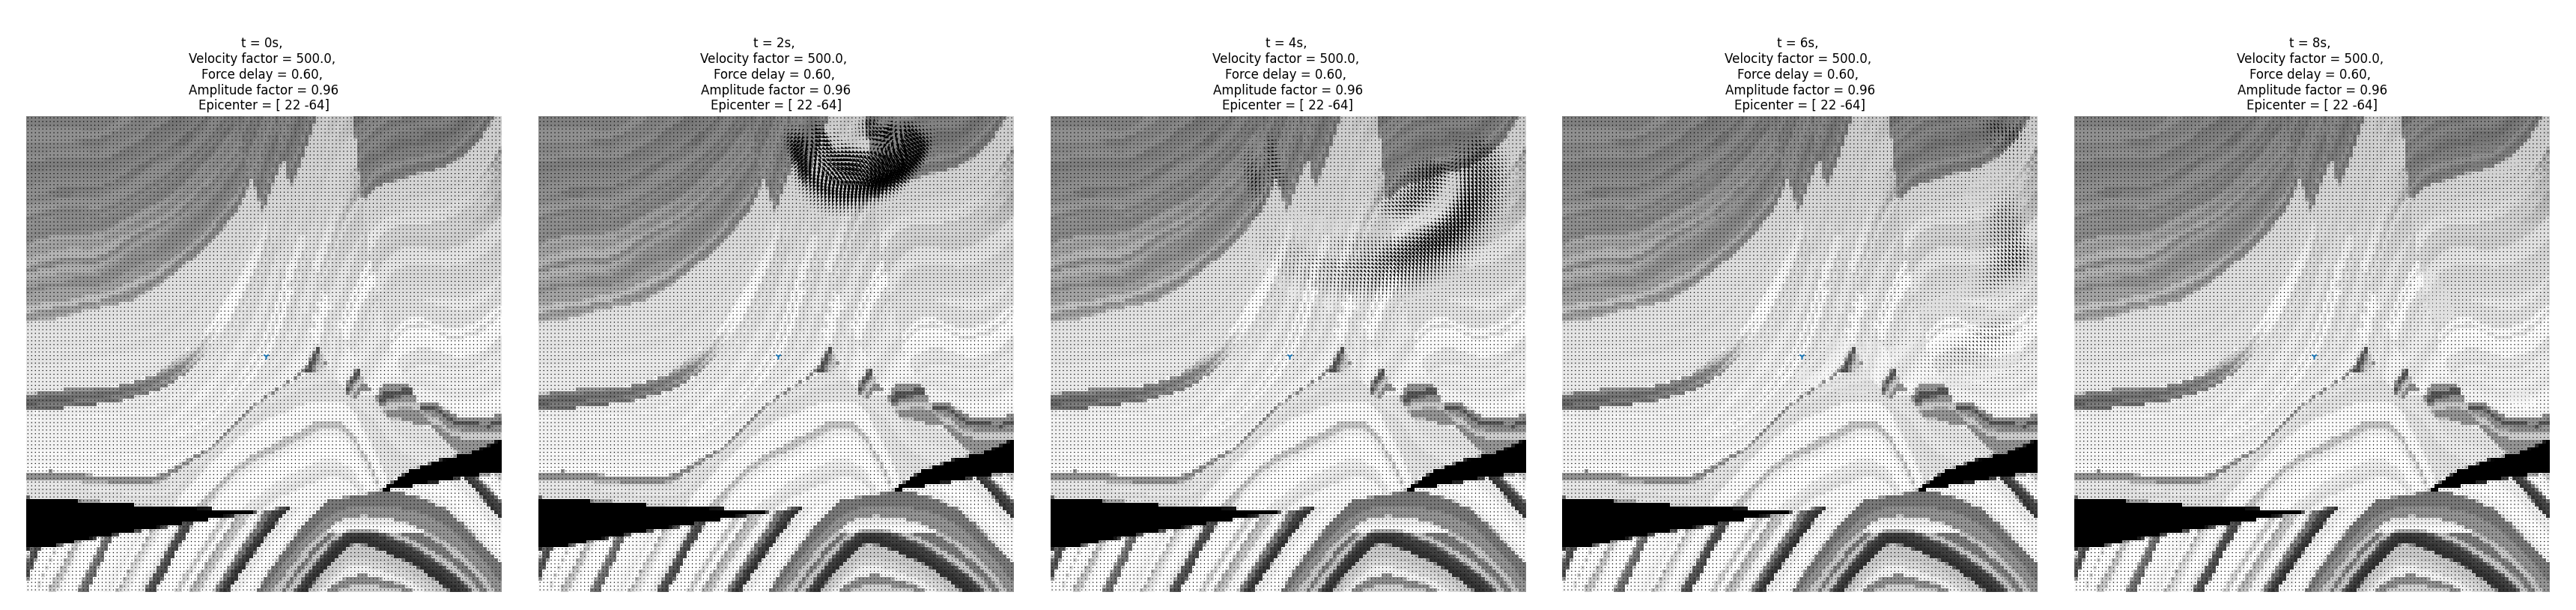 t = 0s,
Velocity factor = 500.0,
Force delay = 0.60,
Amplitude factor = 0.96
Epicenter = [ 22 -64]
t = 2s,
Velocity factor = 500.0,
Force delay = 0.60,
Amplitude factor = 0.96
Epicenter = [ 22 -64]
t = 4s,
Velocity factor = 500.0,
Force delay = 0.60,
Amplitude factor = 0.96
Epicenter = [ 22 -64]
t = 6s,
Velocity factor = 500.0,
Force delay = 0.60,
Amplitude factor = 0.96
Epicenter = [ 22 -64]
t = 8s,
Velocity factor = 500.0,
Force delay = 0.60,
Amplitude factor = 0.96
Epicenter = [ 22 -64]